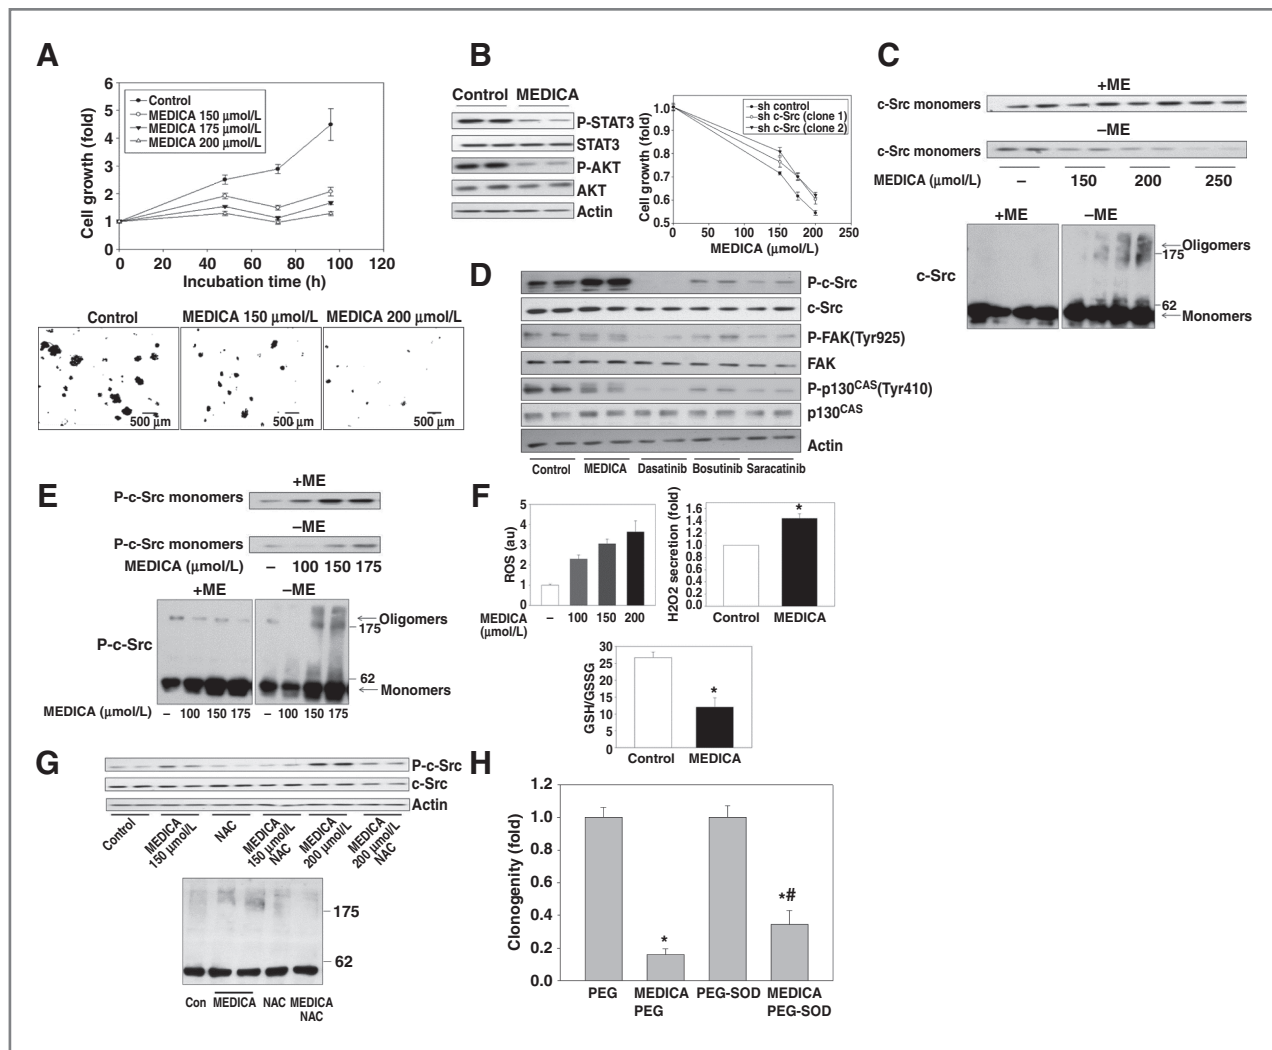 A
6
5
4
3
2
1
0
Cell growth (fold)
Control
MEDICA 150 μmol/L
MEDICA 175 μmol/L
MEDICA 200 μmol/L
0 20 40 60 80 100 120
Incubation time (h)
Control MEDICA 150 μmol/L MEDICA 200 μmol/L
500 μm 500 μm 500 μm
B
Control MEDICA
P-STAT3
STAT3
P-AKT
AKT
Actin
1.0
0.9
0.8
0.7
0.6
0.5
Cell growth (fold)
sh control
sh c-Src (clone 1)
sh c-Src (clone 2)
0 50 100 150 200 250
MEDICA (μmol/L)
C
+ME
c-Src monomers
–ME
c-Src monomers
MEDICA (μmol/L) – 150 200 250
+ME –ME
c-Src
Oligomers
175
62
Monomers
D
P-c-Src
c-Src
P-FAK(Tyr925)
FAK
P-p130CAS(Tyr410)
p130CAS
Actin
Control MEDICA Dasatinib Bosutinib Saracatinib
E
+ME
P-c-Src monomers
–ME
P-c-Src monomers
MEDICA (μmol/L) – 100 150 175
+ME –ME
P-c-Src
Oligomers
175
62
Monomers
MEDICA (μmol/L) – 100 150 175 – 100 150 175
F
5
4
3
2
1
0
ROS (au)
MEDICA – 100 150 200
(μmol/L)
1.6
1.4
1.2
1.0
0.8
0.6
0.4
0.2
0.0
H2O2 secretion (fold)
*
Control MEDICA
30
25
20
15
10
5
0
GSH/GSSG
*
Control MEDICA
G
P-c-Src
c-Src
Actin
Control
MEDICA
150 μmol/L
NAC
MEDICA
150 μmol/L
NAC
MEDICA
200 μmol/L
MEDICA
200 μmol/L
NAC
175
62
Con MEDICA NAC MEDICA
NAC
H
1.2
1.0
0.8
0.6
0.4
0.2
0.0
Clonogenity (fold)
*
*#
PEG MEDICA PEG-SOD MEDICA
PEG PEG-SOD